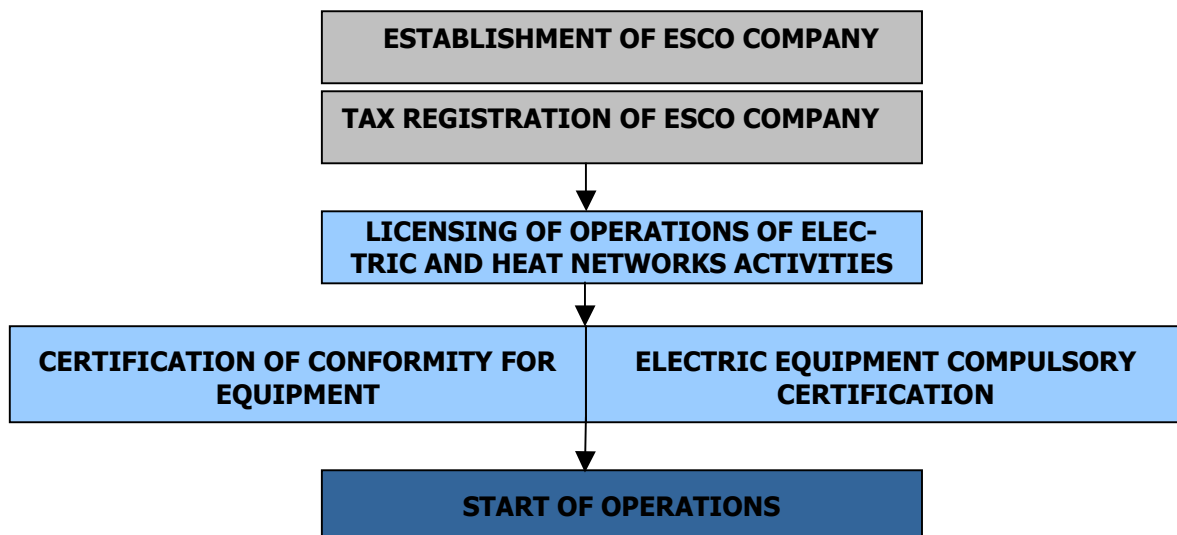 ESTABLISHMENT OF ESCO COMPANY
TAX REGISTRATION OF ESCO COMPANY
LICENSING OF OPERATIONS OF ELEC-
TRIC AND HEAT NETWORKS ACTIVITIES
CERTIFICATION OF CONFORMITY FOR
EQUIPMENT
ELECTRIC EQUIPMENT COMPULSORY
CERTIFICATION
START OF OPERATIONS